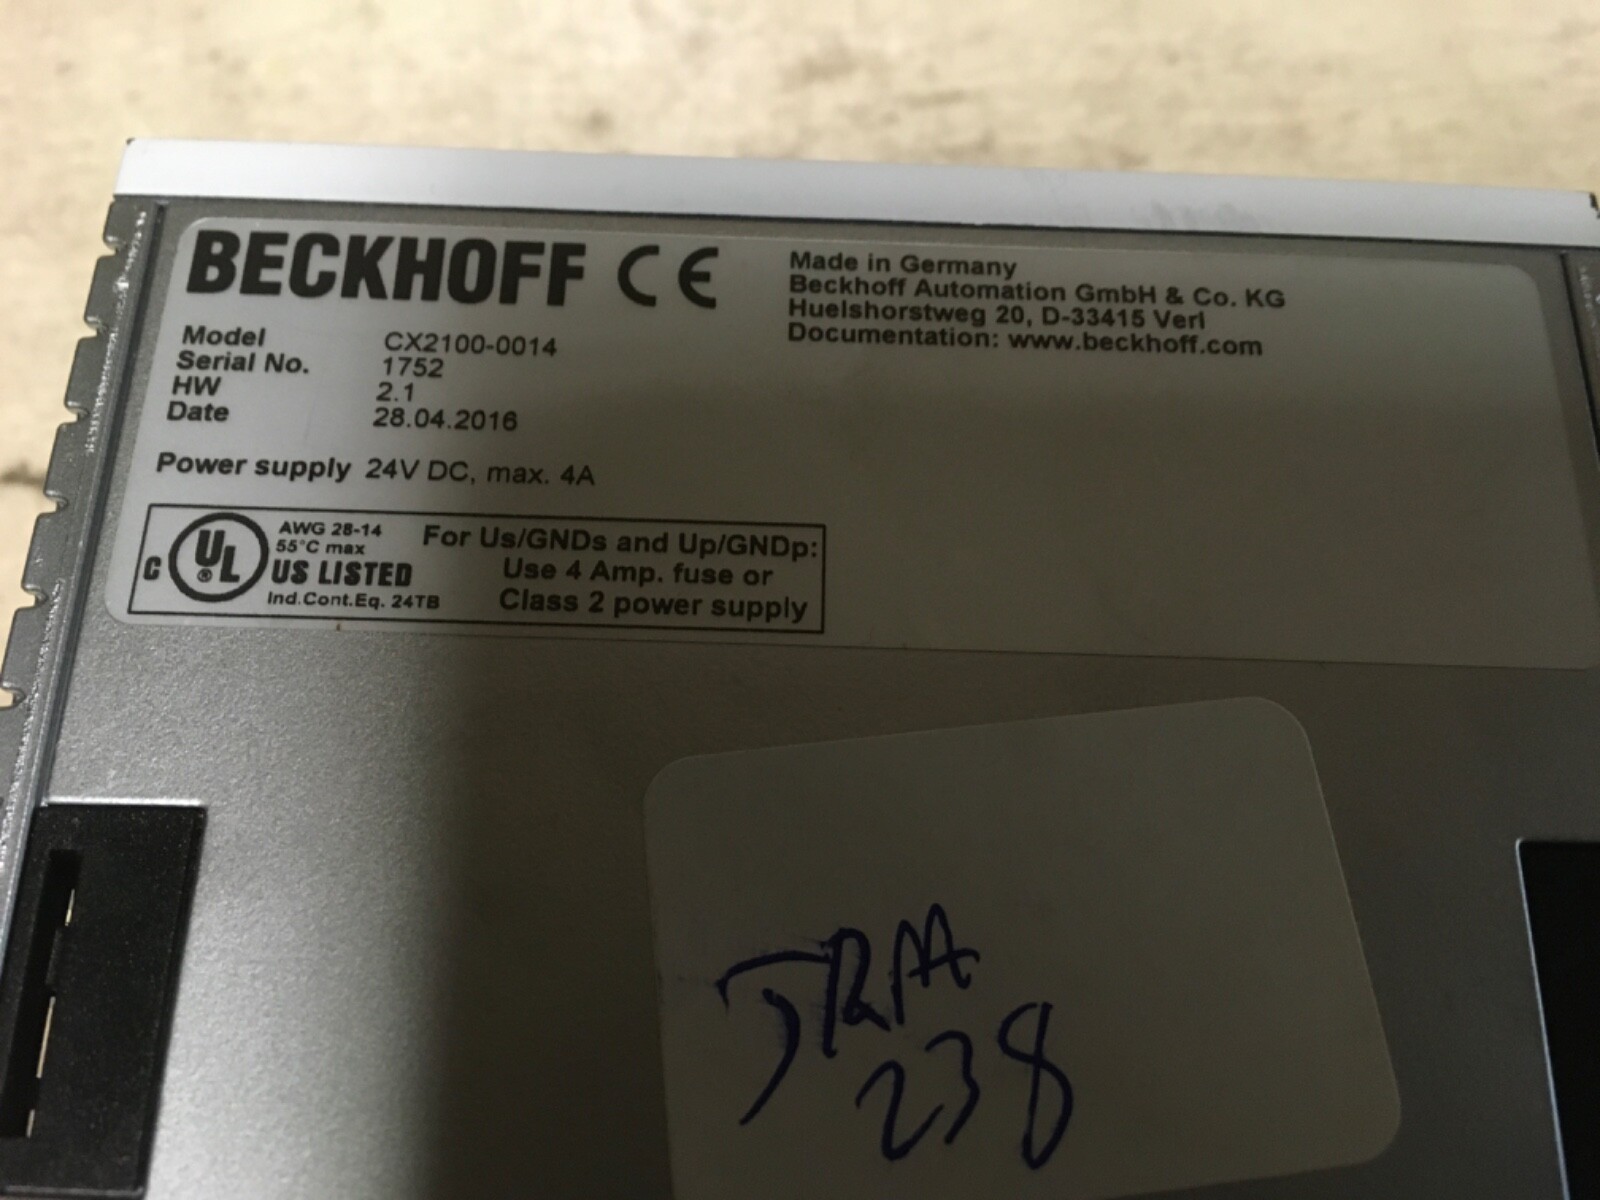 BECKHOFF CE
Made in Germany
Beckhoff Automation GmbH & Co. KG
Huelshorstweg 20, D-33415 Verl
Documentation: www.beckhoff.com
Model CX2100-0014
Serial No. 1752
HW 2.1
Date 28.04.2016
Power supply 24V DC, max. 4A
C UL ®
AWG 28-14
55°C max
US LISTED
Ind.Cont.Eq. 24TB
For Us/GNDs and Up/GNDp:
Use 4 Amp. fuse or
Class 2 power supply
JRM
238